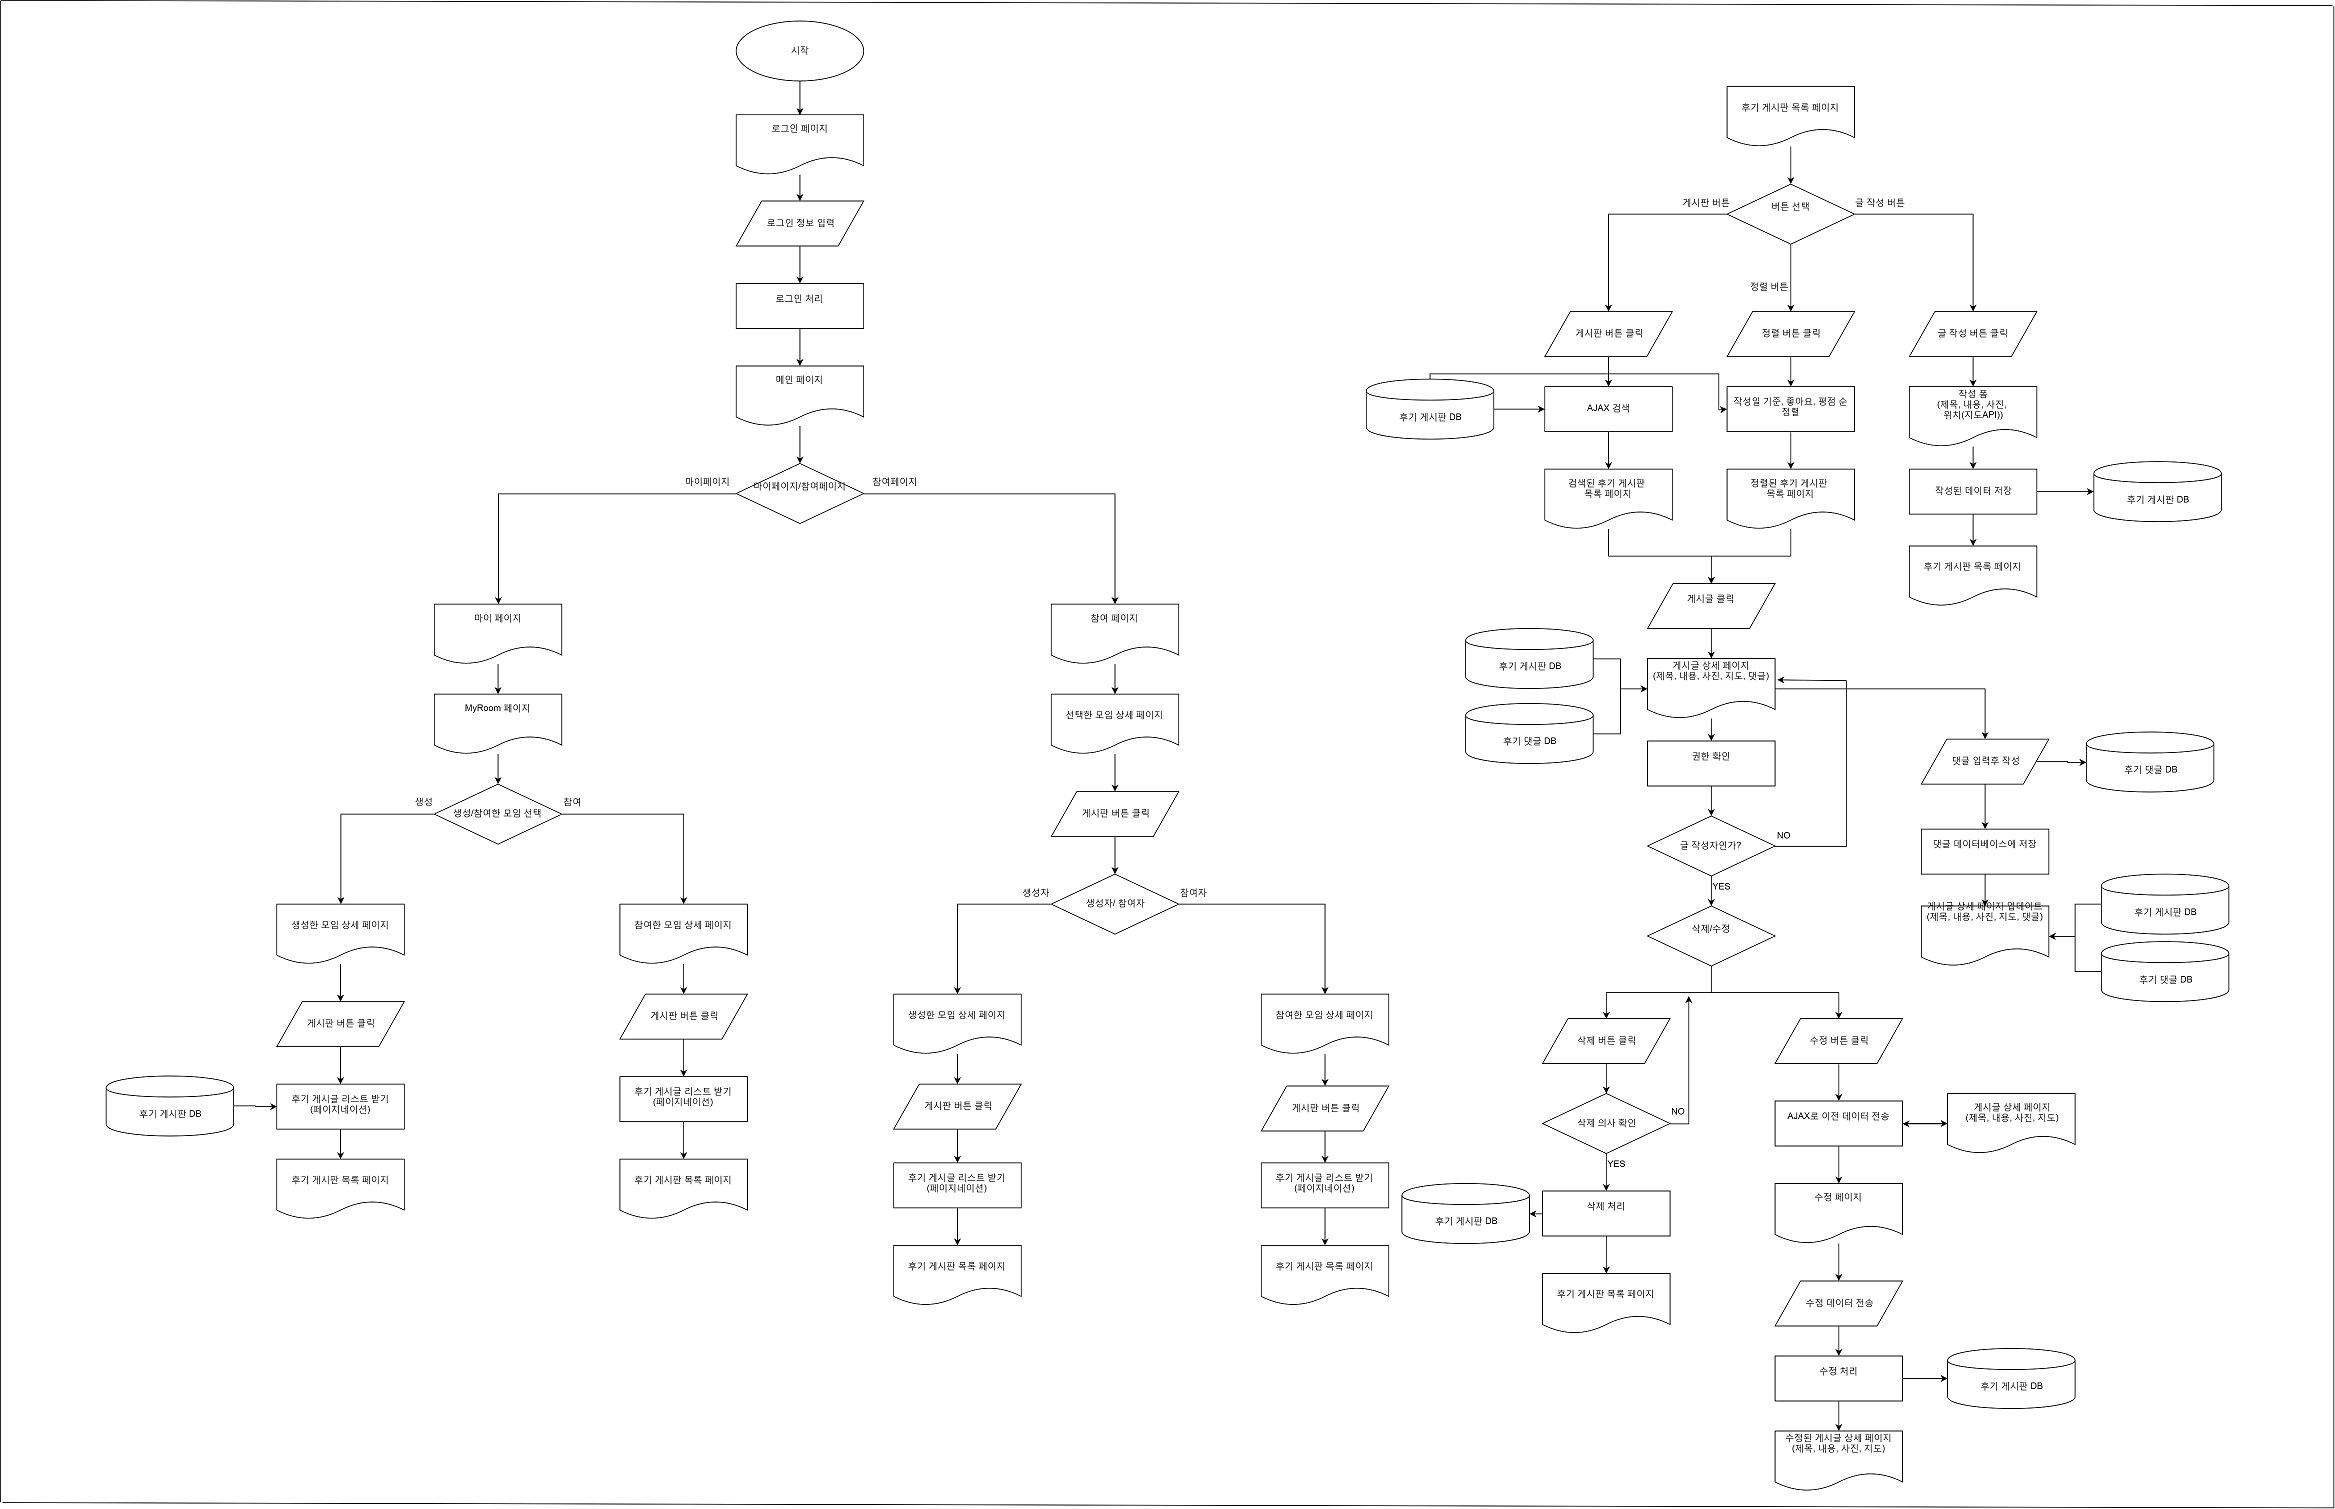 시작
로그인 페이지
로그인 정보 입력
로그인 처리
메인 페이지
마이페이지
마이페이지/참여페이지
참여페이지
마이 페이지
MyRoom 페이지
생성
생성/참여한 모임 선택
참여
생성한 모임 상세 페이지
게시판 버튼 클릭
후기 게시판 DB
후기 게시글 리스트 받기
(페이지네이션)
후기 게시판 목록 페이지
참여한 모임 상세 페이지
게시판 버튼 클릭
후기 게시글 리스트 받기
(페이지네이션)
후기 게시판 목록 페이지
참여 페이지
선택한 모임 상세 페이지
게시판 버튼 클릭
생성자
생성자/ 참여자
참여자
생성한 모임 상세 페이지
게시판 버튼 클릭
후기 게시글 리스트 받기
(페이지네이션)
후기 게시판 목록 페이지
참여한 모임 상세 페이지
게시판 버튼 클릭
후기 게시글 리스트 받기
(페이지네이션)
후기 게시판 목록 페이지
후기 게시판 목록 페이지
게시판 버튼
버튼 선택
글 작성 버튼
정렬 버튼
게시판 버튼 클릭
정렬 버튼 클릭
글 작성 버튼 클릭
후기 게시판 DB
AJAX 검색
작성일 기준, 좋아요, 평점 순
정렬
작성 폼
(제목, 내용, 사진,
위치(지도API))
검색된 후기 게시판
목록 페이지
정렬된 후기 게시판
목록 페이지
작성된 데이터 저장
후기 게시판 DB
후기 게시판 목록 페이지
게시글 클릭
후기 게시판 DB
후기 댓글 DB
게시글 상세 페이지
(제목, 내용, 사진, 지도, 댓글)
권한 확인
글 작성자인가?
NO
YES
삭제/수정
댓글 입력후 작성
후기 댓글 DB
댓글 데이터베이스에 저장
게시글 상세 페이지 업데이트
(제목, 내용, 사진, 지도, 댓글)
후기 게시판 DB
후기 댓글 DB
삭제 버튼 클릭
삭제 의사 확인
NO
YES
삭제 처리
후기 게시판 DB
후기 게시판 목록 페이지
수정 버튼 클릭
AJAX로 이전 데이터 전송
게시글 상세 페이지
(제목, 내용, 사진, 지도)
수정 페이지
수정 데이터 전송
수정 처리
후기 게시판 DB
수정된 게시글 상세 페이지
(제목, 내용, 사진, 지도)